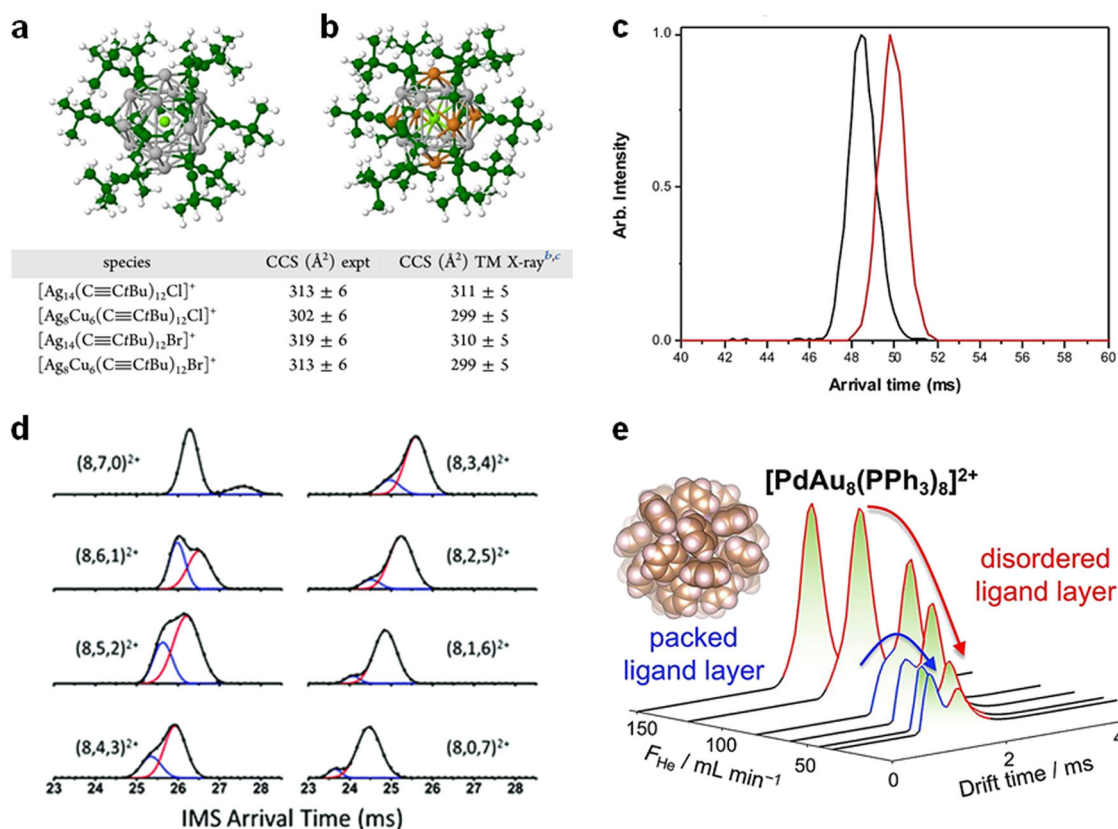 a
b
species CCS (Å²) expt CCS (Å²) TM X-ray^b,c
[Ag₁₄(C≡CtBu)₁₂Cl]⁺ 313 ± 6 311 ± 5
[Ag₈Cu₆(C≡CtBu)₁₂Cl]⁺ 302 ± 6 299 ± 5
[Ag₁₄(C≡CtBu)₁₂Br]⁺ 319 ± 6 310 ± 5
[Ag₈Cu₆(C≡CtBu)₁₂Br]⁺ 313 ± 6 299 ± 5
c
1.0
0.5
0.0
Arb. Intensity
40 42 44 46 48 50 52 54 56 58 60
Arrival time (ms)
d
(8,7,0)²⁺ (8,3,4)²⁺
(8,6,1)²⁺ (8,2,5)²⁺
(8,5,2)²⁺ (8,1,6)²⁺
(8,4,3)²⁺ (8,0,7)²⁺
23 24 25 26 27 28 23 24 25 26 27 28
IMS Arrival Time (ms)
e
[PdAu₈(PPh₃)₈]²⁺
disordered
ligand layer
packed
ligand layer
150 100 50
F_He / mL min⁻¹
0 2 4
Drift time / ms